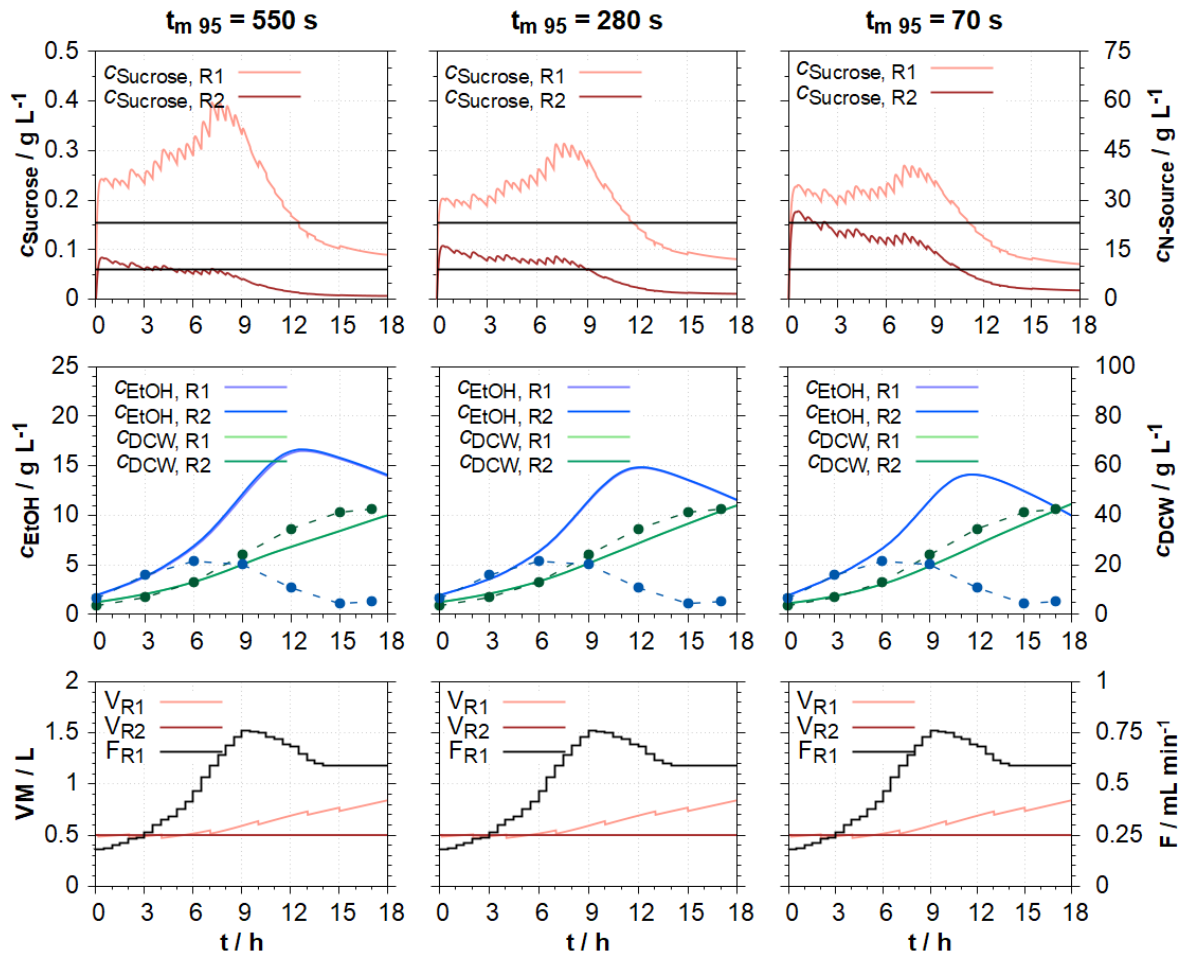 t_m 95 = 550 s t_m 95 = 280 s t_m 95 = 70 s
c_Sucrose / g L⁻¹
0.5
0.4
0.3
0.2
0.1
0
c_Sucrose, R1
c_Sucrose, R2
0 3 6 9 12 15 18
c_Sucrose, R1
c_Sucrose, R2
0 3 6 9 12 15 18
c_Sucrose, R1
c_Sucrose, R2
0 3 6 9 12 15 18
75
60
45
30
15
0
c_N-Source / g L⁻¹
c_EtOH / g L⁻¹
25
20
15
10
5
0
c_EtOH, R1
c_EtOH, R2
c_DCW, R1
c_DCW, R2
0 3 6 9 12 15 18
c_EtOH, R1
c_EtOH, R2
c_DCW, R1
c_DCW, R2
0 3 6 9 12 15 18
c_EtOH, R1
c_EtOH, R2
c_DCW, R1
c_DCW, R2
0 3 6 9 12 15 18
100
80
60
40
20
0
c_DCW / g L⁻¹
VM / L
2
1.5
1
0.5
0
V_R1
V_R2
F_R1
0 3 6 9 12 15 18
t / h
V_R1
V_R2
F_R1
0 3 6 9 12 15 18
t / h
V_R1
V_R2
F_R1
0 3 6 9 12 15 18
t / h
1
0.75
0.5
0.25
0
F / mL min⁻¹